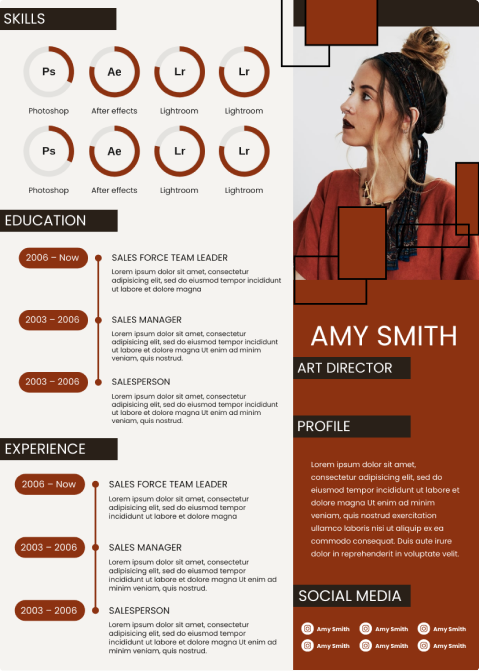 SKILLS
Ps
Ae
Lr
Lr
Photoshop
After effects
Lightroom
Lightroom
Ps
Ae
Lr
Lr
Photoshop
After effects
Lightroom
Lightroom
EDUCATION
2006 – Now
SALES FORCE TEAM LEADER
Lorem ipsum dolor sit amet, consectetur
adipisicing elit, sed do eiusmod tempor incididunt
ut labore et dolore magna
2003 – 2006
SALES MANAGER
Lorem ipsum dolor sit amet, consectetur
adipisicing elit, sed do eiusmod tempor incididunt
ut labore et dolore magna Ut enim ad minim
veniam, quis nostrud.
2003 – 2006
SALESPERSON
Lorem ipsum dolor sit amet, consectetur
adipisicing elit, sed do eiusmod tempor incididunt
ut labore et dolore magna Ut enim ad minim
veniam, quis nostrud.
EXPERIENCE
2006 – Now
SALES FORCE TEAM LEADER
Lorem ipsum dolor sit amet, consectetur
adipisicing elit, sed do eiusmod tempor
incididunt ut labore et dolore magna
2003 – 2006
SALES MANAGER
Lorem ipsum dolor sit amet, consectetur
adipisicing elit, sed do eiusmod tempor
incididunt ut labore et dolore magna Ut enim ad
minim veniam, quis nostrud.
2003 – 2006
SALESPERSON
Lorem ipsum dolor sit amet, consectetur
adipisicing elit, sed do eiusmod tempor
incididunt ut labore et dolore magna Ut enim ad
minim veniam, quis nostrud.
AMY SMITH
ART DIRECTOR
PROFILE
Lorem ipsum dolor sit amet,
consectetur adipisicing elit, sed do
eiusmod tempor incididunt ut labore et
dolore magna Ut enim ad minim
veniam, quis nostrud exercitation
ullamco laboris nisi ut aliquip ex ea
commodo consequat. Duis aute irure
dolor in reprehenderit in voluptate velit.
SOCIAL MEDIA
Amy Smith
Amy Smith
Amy Smith
Amy Smith
Amy Smith
Amy Smith